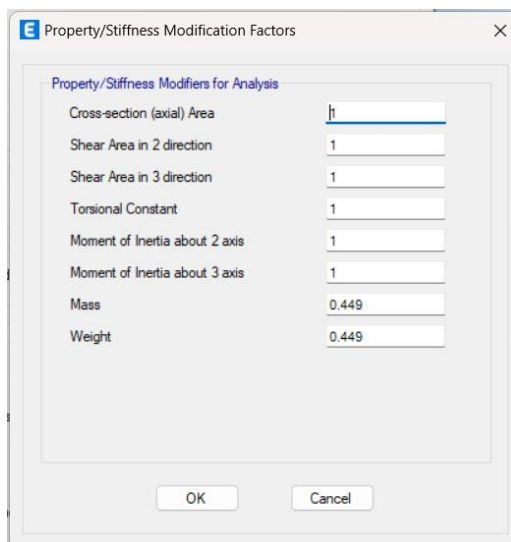 E Property/Stiffness Modification Factors
Property/Stiffness Modifiers for Analysis
Cross-section (axial) Area 1
Shear Area in 2 direction 1
Shear Area in 3 direction 1
Torsional Constant 1
Moment of Inertia about 2 axis 1
Moment of Inertia about 3 axis 1
Mass 0.449
Weight 0.449
OK Cancel